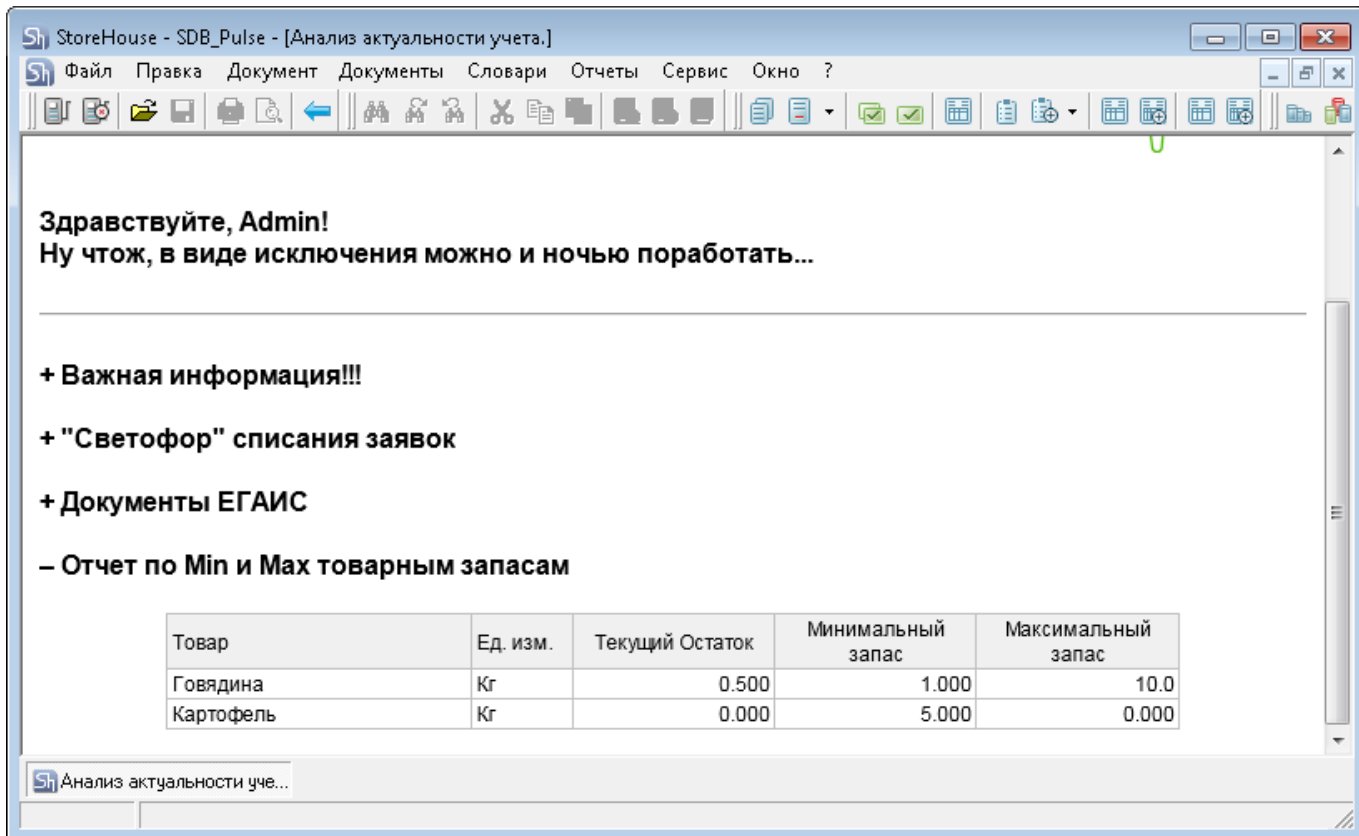 Sh StoreHouse - SDB_Pulse - [Анализ актуальности учета.]
Sh Файл Правка Документ Документы Словари Отчеты Сервис Окно ?
Здравствуйте, Admin!
Ну чтож, в виде исключения можно и ночью поработать...
+ Важная информация!!!
+ "Светофор" списания заявок
+ Документы ЕГАИС
– Отчет по Min и Max товарным запасам
Товар Ед. изм. Текущий Остаток Минимальный запас Максимальный запас
Говядина Кг 0.500 1.000 10.0
Картофель Кг 0.000 5.000 0.000
Sh Анализ актуальности уче...